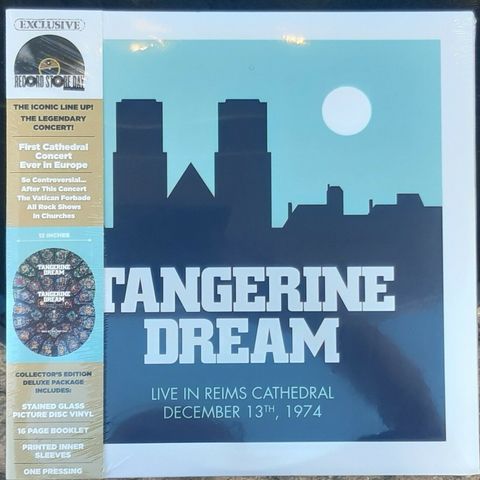 EXCLUSIVE
RECORD STORE DAY
THE ICONIC LINE UP!
THE LEGENDARY
CONCERT!
First Cathedral
Concert
Ever in Europe
So Controversial...
After This Concert
The Vatican Forbade
All Rock Shows
In Churches
12 INCHES
TANGERINE
DREAM
TANGERINE
DREAM
COLLECTOR'S EDITION
DELUXE PACKAGE
INCLUDES:
STAINED GLASS
PICTURE DISC VINYL
16 PAGE BOOKLET
PRINTED INNER
SLEEVES
ONE PRESSING
TANGERINE
DREAM
LIVE IN REIMS CATHEDRAL
DECEMBER 13TH, 1974